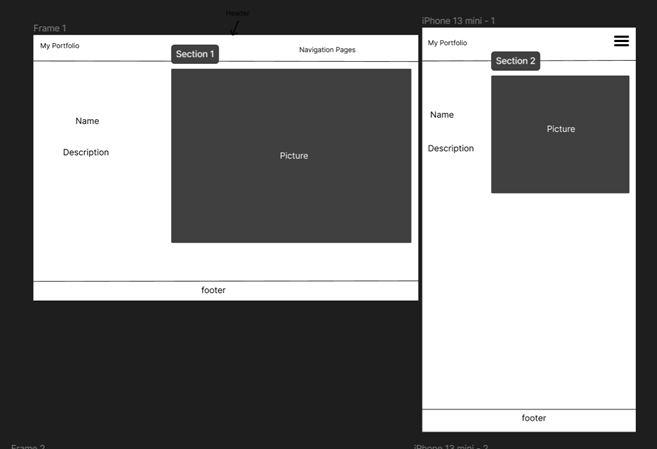 Header
Frame 1
My Portfolio
Section 1
Navigation Pages
Name
Description
Picture
footer
iPhone 13 mini - 1
My Portfolio
Section 2
Name
Description
Picture
footer
Frame 2
iPhone 13 mini - 2